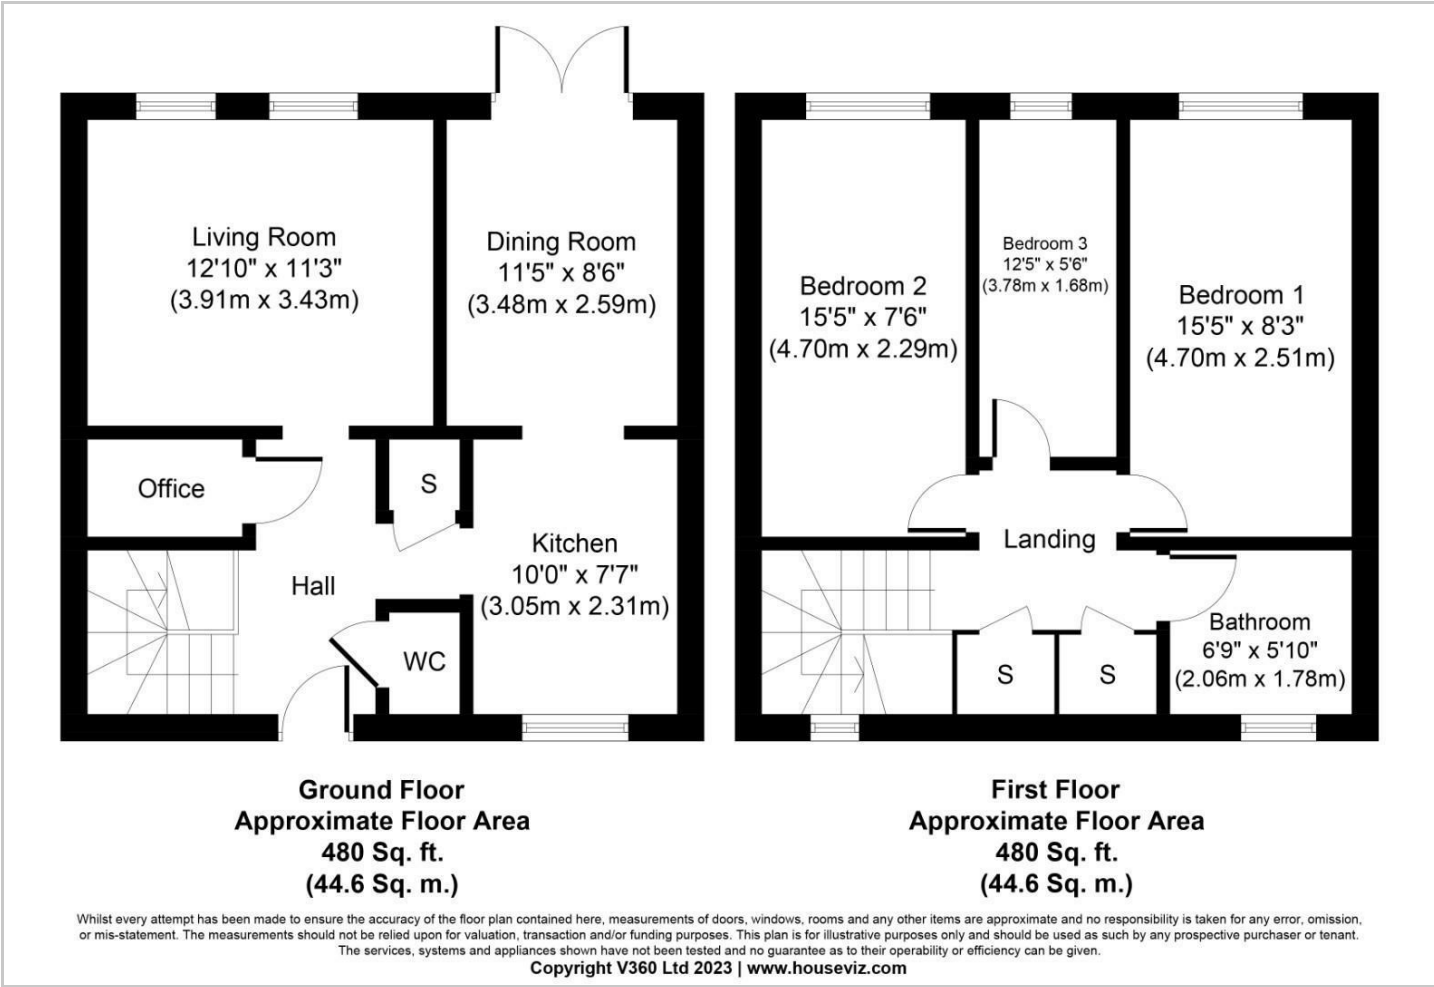 Living Room
12'10" x 11'3"
(3.91m x 3.43m)
Dining Room
11'5" x 8'6"
(3.48m x 2.59m)
Office
S
Kitchen
10'0" x 7'7"
(3.05m x 2.31m)
Hall
WC
Bedroom 2
15'5" x 7'6"
(4.70m x 2.29m)
Bedroom 3
12'5" x 5'6"
(3.78m x 1.68m)
Bedroom 1
15'5" x 8'3"
(4.70m x 2.51m)
Landing
Bathroom
6'9" x 5'10"
(2.06m x 1.78m)
S
S
Ground Floor
Approximate Floor Area
480 Sq. ft.
(44.6 Sq. m.)
First Floor
Approximate Floor Area
480 Sq. ft.
(44.6 Sq. m.)
Whilst every attempt has been made to ensure the accuracy of the floor plan contained here, measurements of doors, windows, rooms and any other items are approximate and no responsibility is taken for any error, omission,
or mis-statement. The measurements should not be relied upon for valuation, transaction and/or funding purposes. This plan is for illustrative purposes only and should be used as such by any prospective purchaser or tenant.
The services, systems and appliances shown have not been tested and no guarantee as to their operability or efficiency can be given.
Copyright V360 Ltd 2023 | www.houseviz.com